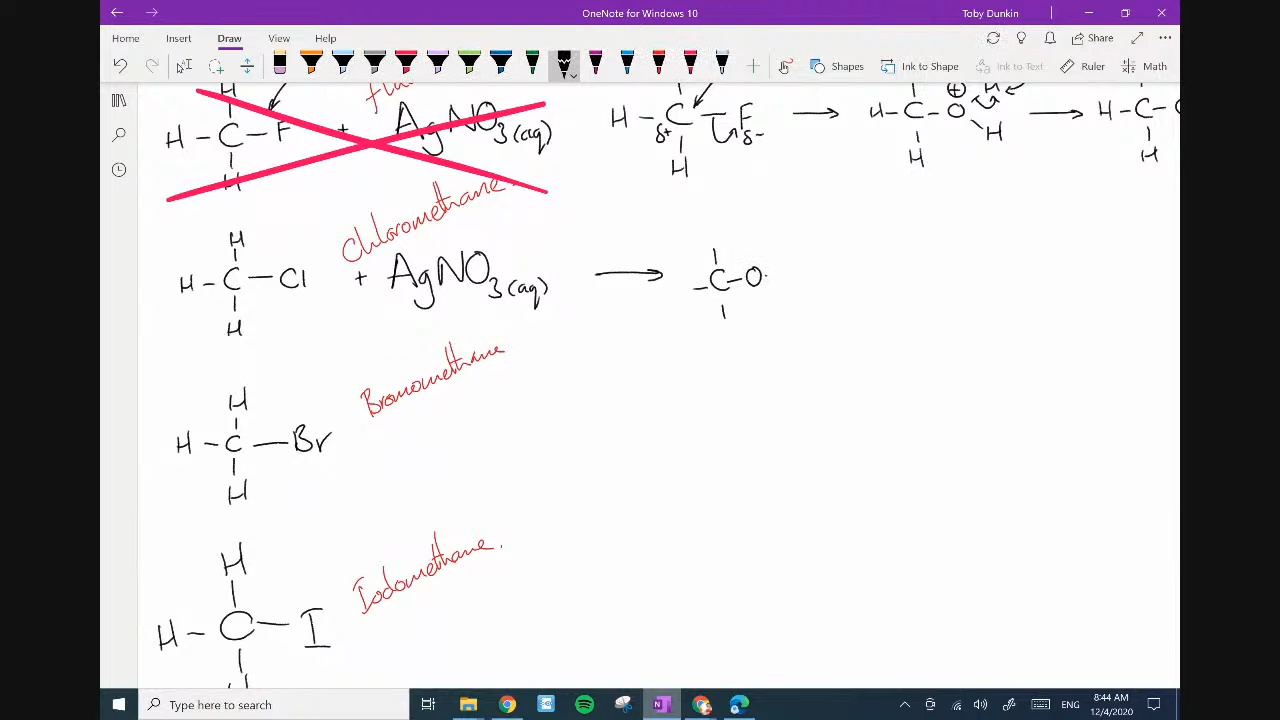 OneNote for Windows 10
Toby Dunkin
Home Insert Draw View Help
Share
Shapes Ink to Shape Ink to Text Ruler Math
H
H – C – F + AgNO3(aq)
H
H – C – F
δ+ δ-
H
H – C – O
⊕ H
H
H
H – C –
H
Chloromethane
H
H – C – Cl + AgNO3(aq) → – C – O
H
Bromomethane
H
H – C – Br
H
Iodomethane.
H
H – C – I
Type here to search
ENG
8:44 AM
12/4/2020